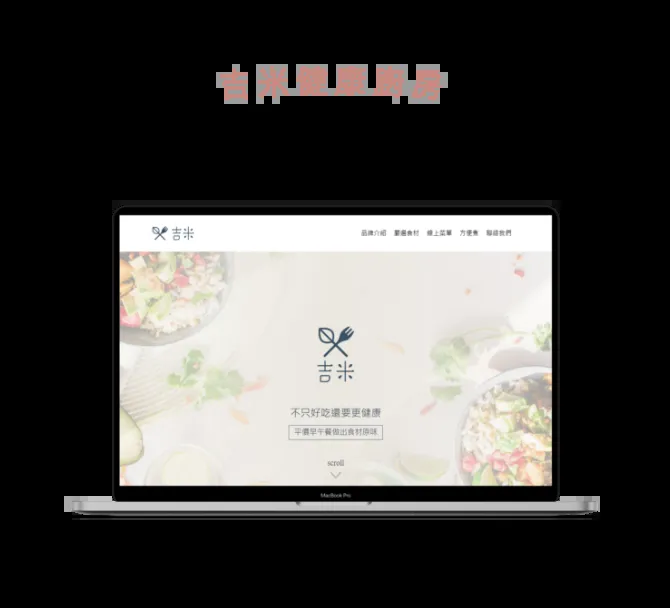 吉米健康廚房
吉米
品牌介紹 嚴選食材 線上菜單 方便煮 聯絡我們
吉米
不只好吃還要更健康
平價早午餐做出食材原味
scroll
MacBook Pro